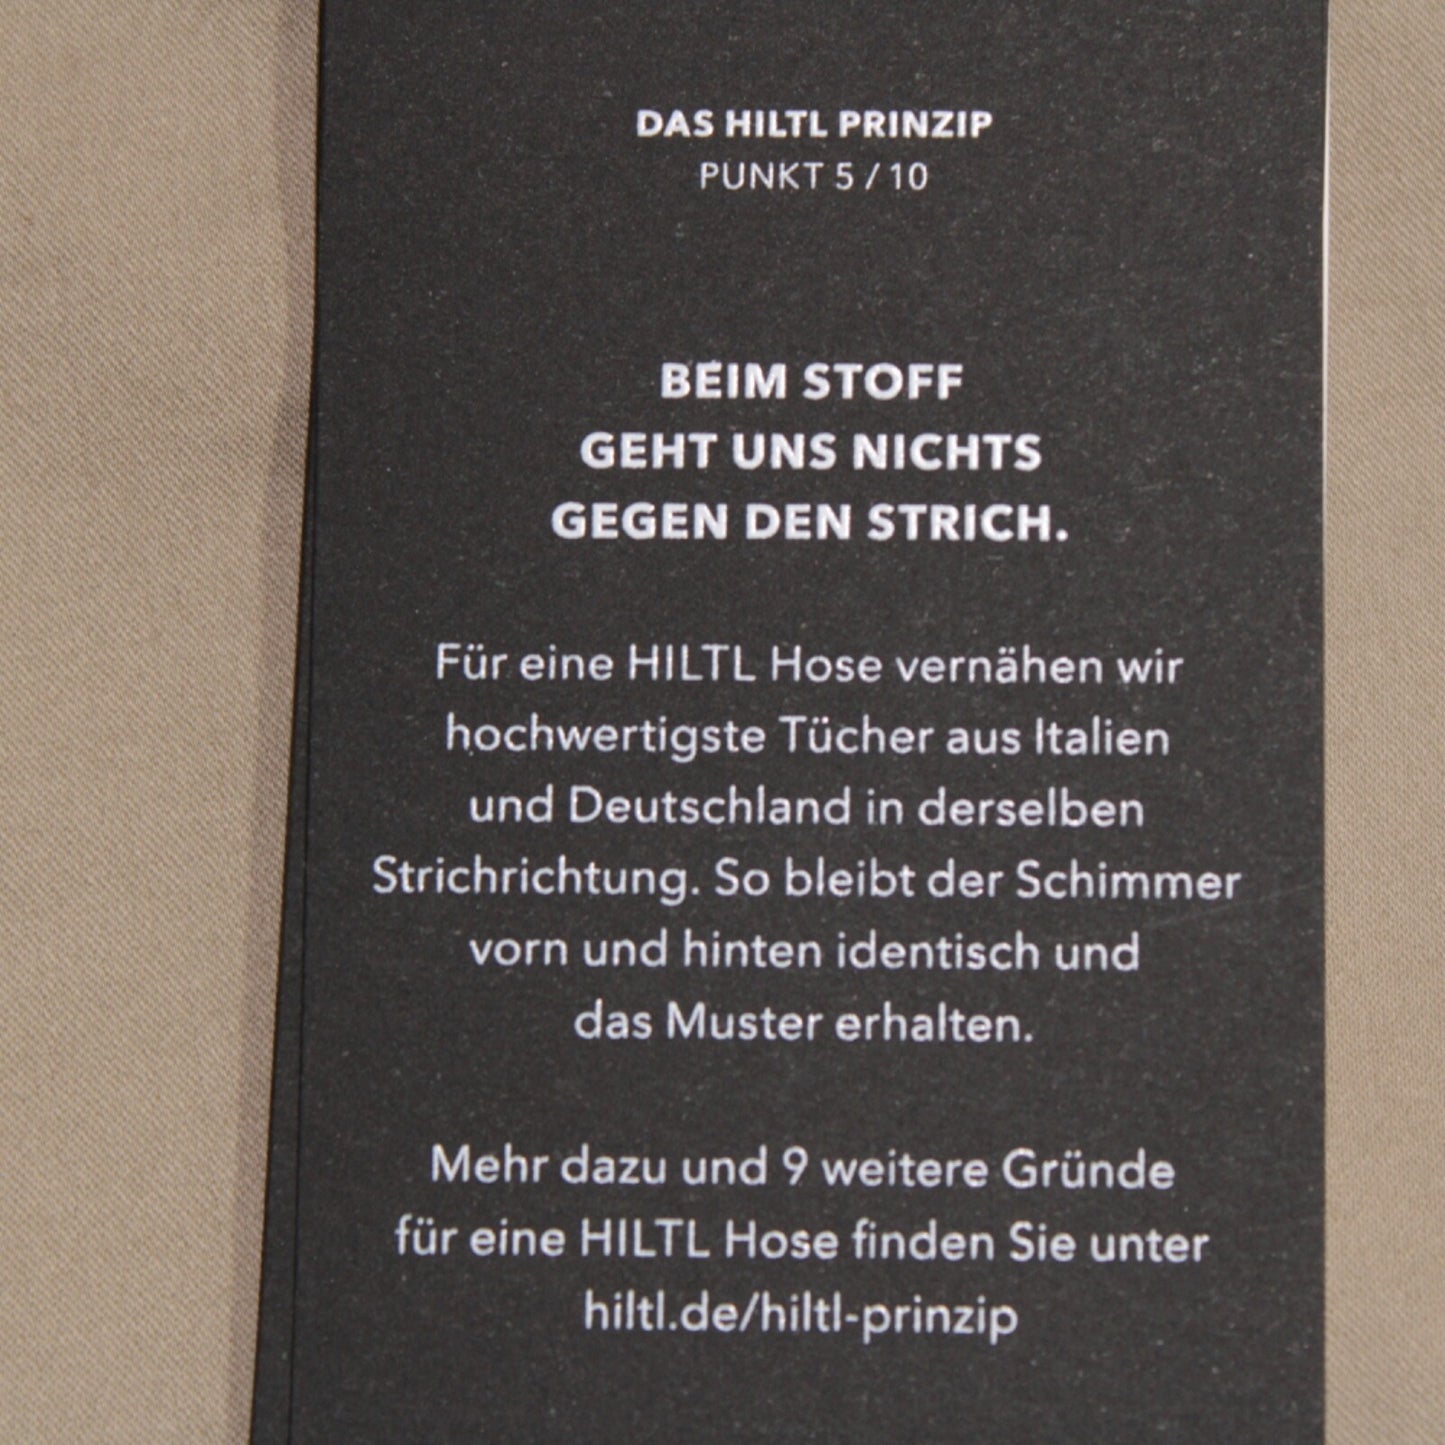 DAS HILTL PRINZIP
PUNKT 5 / 10
BEIM STOFF
GEHT UNS NICHTS
GEGEN DEN STRICH.
Für eine HILTL Hose vernähen wir
hochwertigste Tücher aus Italien
und Deutschland in derselben
Strichrichtung. So bleibt der Schimmer
vorn und hinten identisch und
das Muster erhalten.
Mehr dazu und 9 weitere Gründe
für eine HILTL Hose finden Sie unter
hiltl.de/hiltl-prinzip